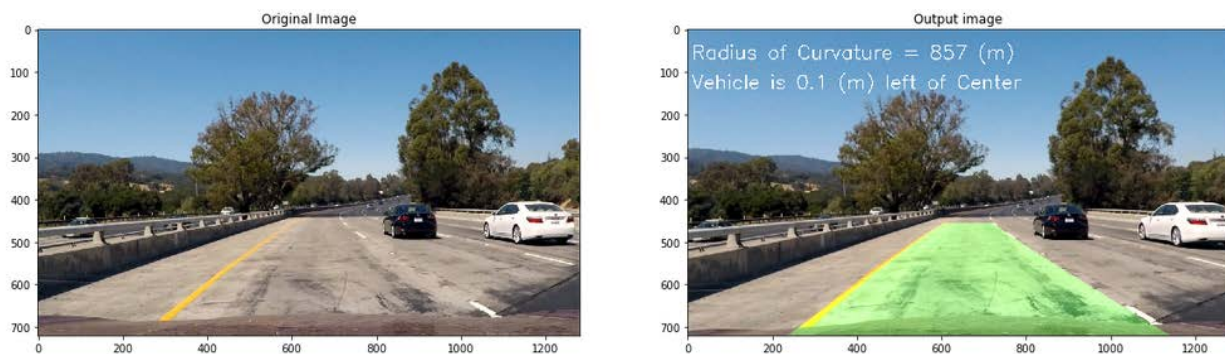 Original Image
0
100
200
300
400
500
600
700
0 200 400 600 800 1000 1200
Output image
Radius of Curvature = 857 (m)
Vehicle is 0.1 (m) left of Center
0
100
200
300
400
500
600
700
0 200 400 600 800 1000 1200